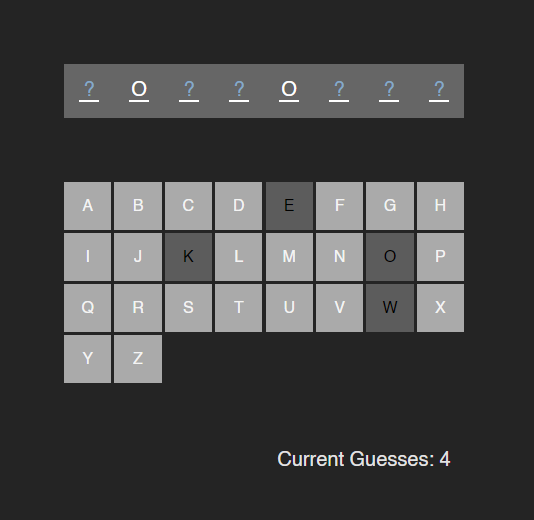 ? O ? ? O ? ? ?
A B C D E F G H
I J K L M N O P
Q R S T U V W X
Y Z
Current Guesses: 4